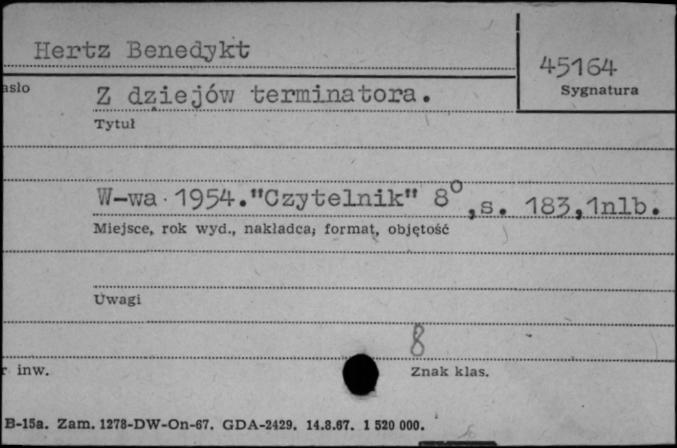 Hertz Benedykt
45164
asło
Sygnatura
Z dziejów terminatora.
Tytuł
W-wa 1954."Czytelnik" 8°,s. 183,1nlb.
Miejsce, rok wyd., nakładca, format, objętość
Uwagi
8
r inw.
Znak klas.
B-15a. Zam. 1278-DW-On-67. GDA-2429. 14.8.67. 1 520 000.